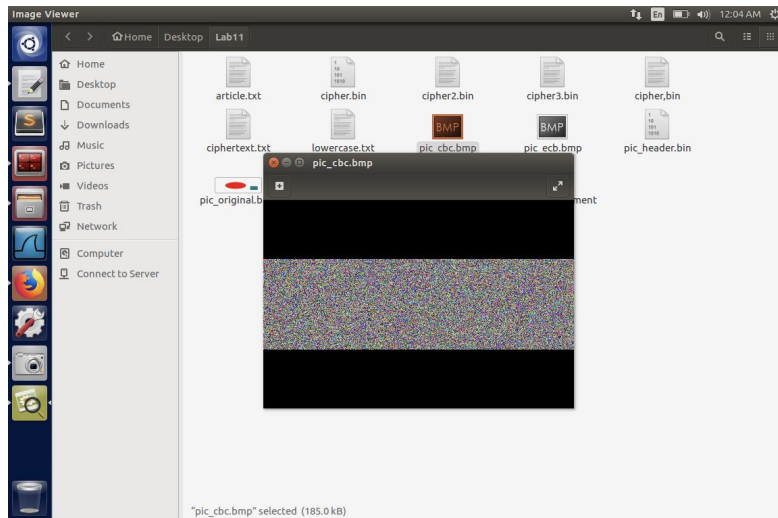 Image Viewer
En 12:04 AM
Home Desktop Lab11
Home
Desktop
Documents
Downloads
Music
Pictures
Videos
Trash
Network
Computer
Connect to Server
article.txt cipher.bin cipher2.bin cipher3.bin cipher,bin
ciphertext.txt lowercase.txt pic_cbc.bmp pic_ecb.bmp pic_header.bin
pic_cbc.bmp
pic_original.b ment
"pic_cbc.bmp" selected (185.0 kB)